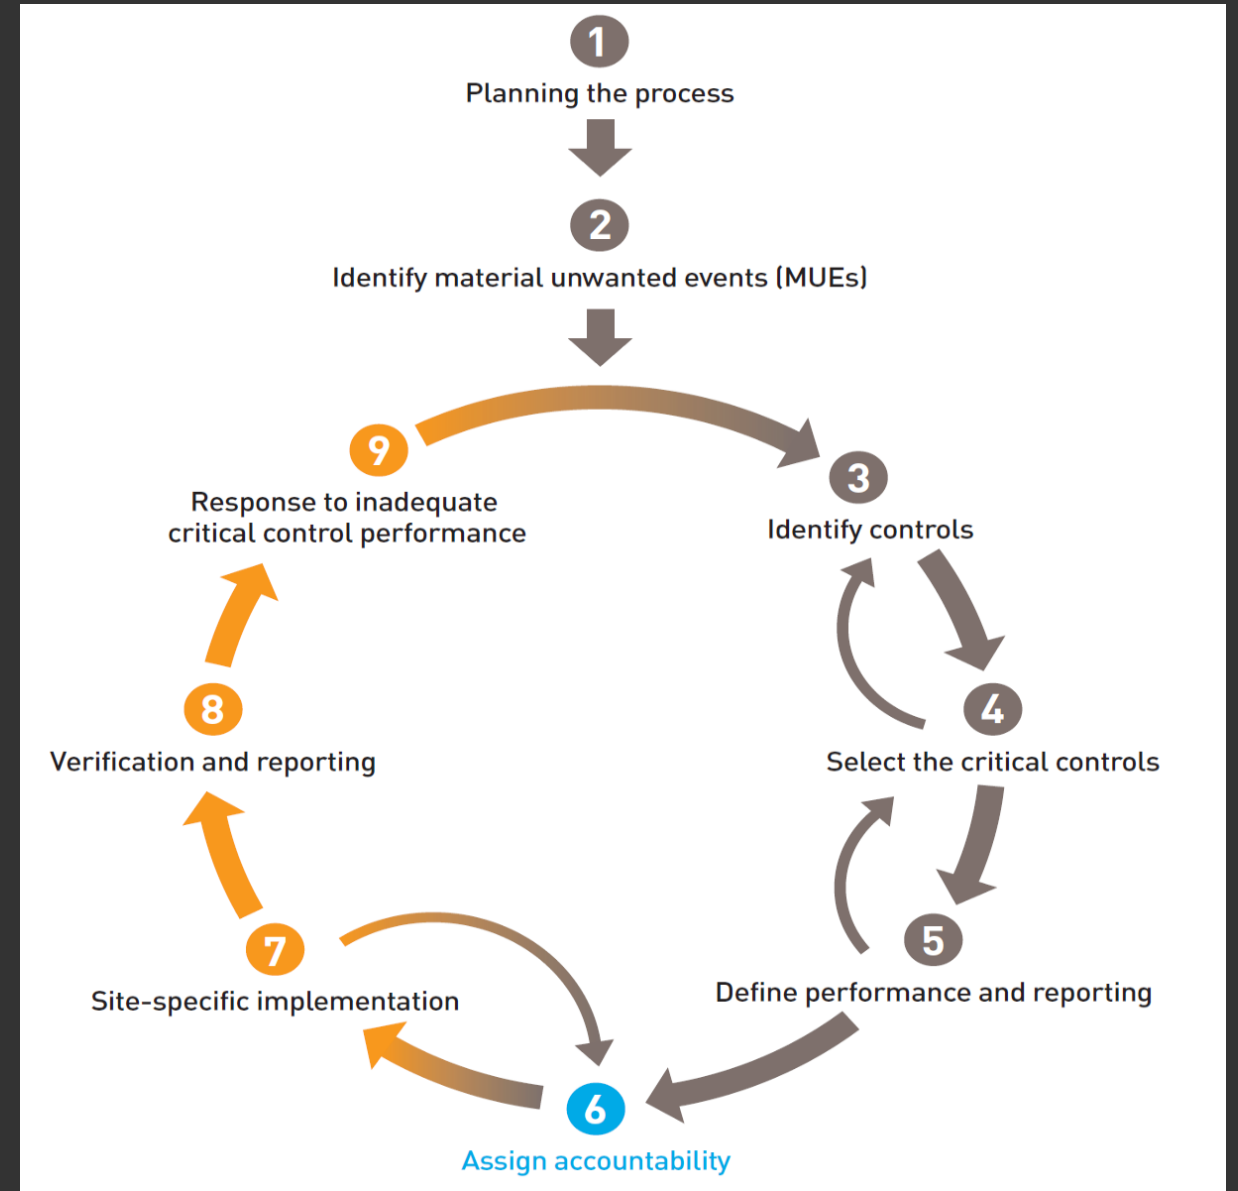 1
Planning the process
2
Identify material unwanted events (MUEs)
3
Identify controls
4
Select the critical controls
5
Define performance and reporting
6
Assign accountability
7
Site-specific implementation
8
Verification and reporting
9
Response to inadequate
critical control performance